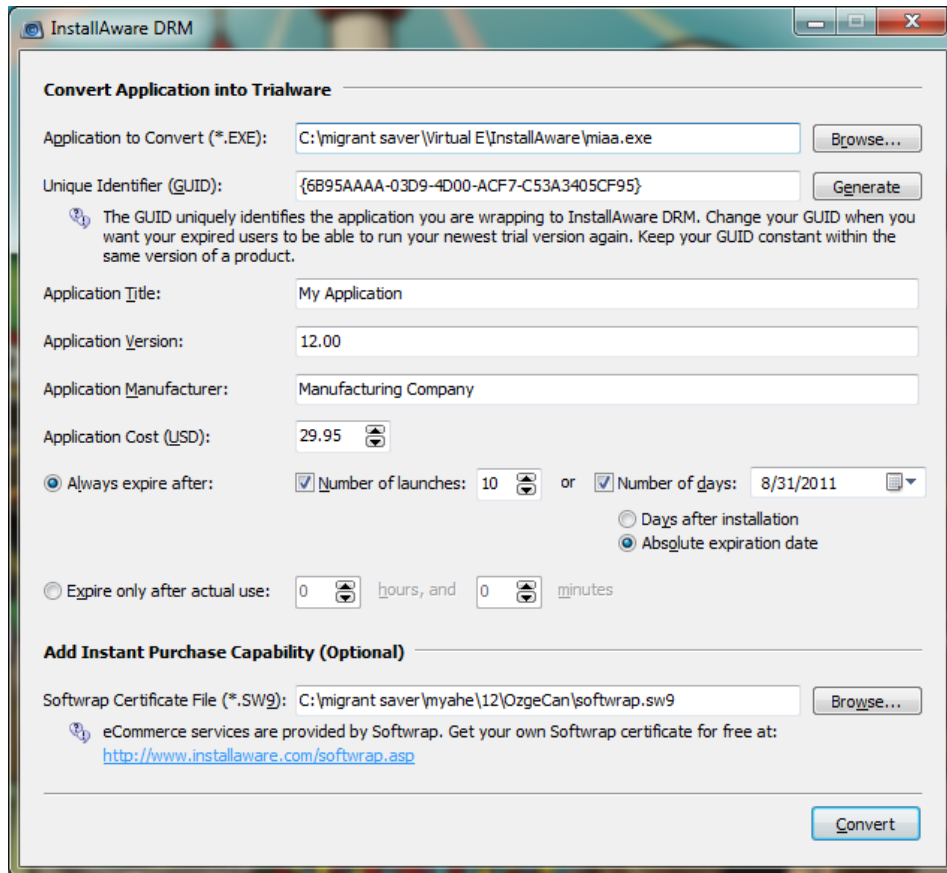 InstallAware DRM
Convert Application into Trialware
Application to Convert (*.EXE): C:\migrant saver\Virtual E\InstallAware\miaa.exe Browse...
Unique Identifier (GUID): {6B95AAAA-03D9-4D00-ACF7-C53A3405CF95} Generate
The GUID uniquely identifies the application you are wrapping to InstallAware DRM. Change your GUID when you
want your expired users to be able to run your newest trial version again. Keep your GUID constant within the
same version of a product.
Application Title: My Application
Application Version: 12.00
Application Manufacturer: Manufacturing Company
Application Cost (USD): 29.95
Always expire after: Number of launches: 10 or Number of days: 8/31/2011
Days after installation
Absolute expiration date
Expire only after actual use: 0 hours, and 0 minutes
Add Instant Purchase Capability (Optional)
Softwrap Certificate File (*.SW9): C:\migrant saver\myahe\12\OzgeCan\softwrap.sw9 Browse...
eCommerce services are provided by Softwrap. Get your own Softwrap certificate for free at:
http://www.installaware.com/softwrap.asp
Convert